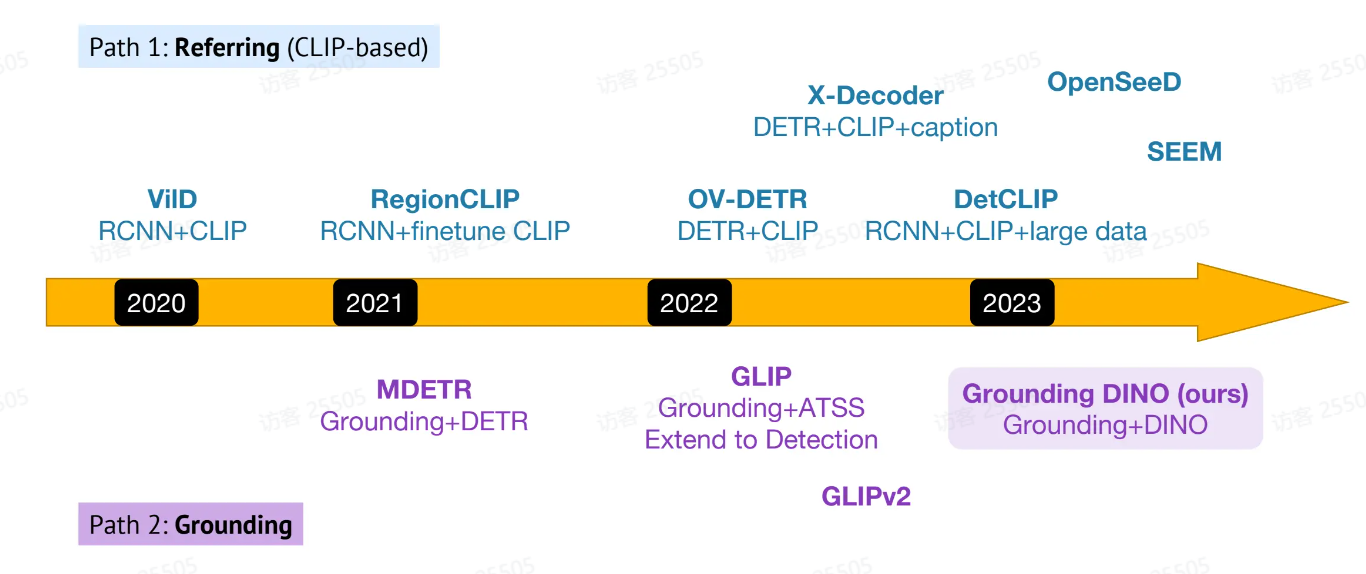 Path 1: Referring (CLIP-based)
OpenSeeD
X-Decoder
DETR+CLIP+caption
SEEM
ViID
RCNN+CLIP
RegionCLIP
RCNN+finetune CLIP
OV-DETR
DETR+CLIP
DetCLIP
RCNN+CLIP+large data
2020
2021
2022
2023
MDETR
Grounding+DETR
GLIP
Grounding+ATSS
Extend to Detection
Grounding DINO (ours)
Grounding+DINO
GLIPv2
Path 2: Grounding
访客 25505